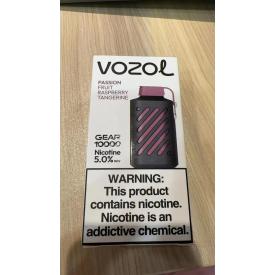 VOZOL
PASSION
FRUIT
RASPBERRY
TANGERINE
GEAR
10000
Nicotine
5.0%
WARNING:
This product
contains nicotine.
Nicotine is an
addictive chemical.